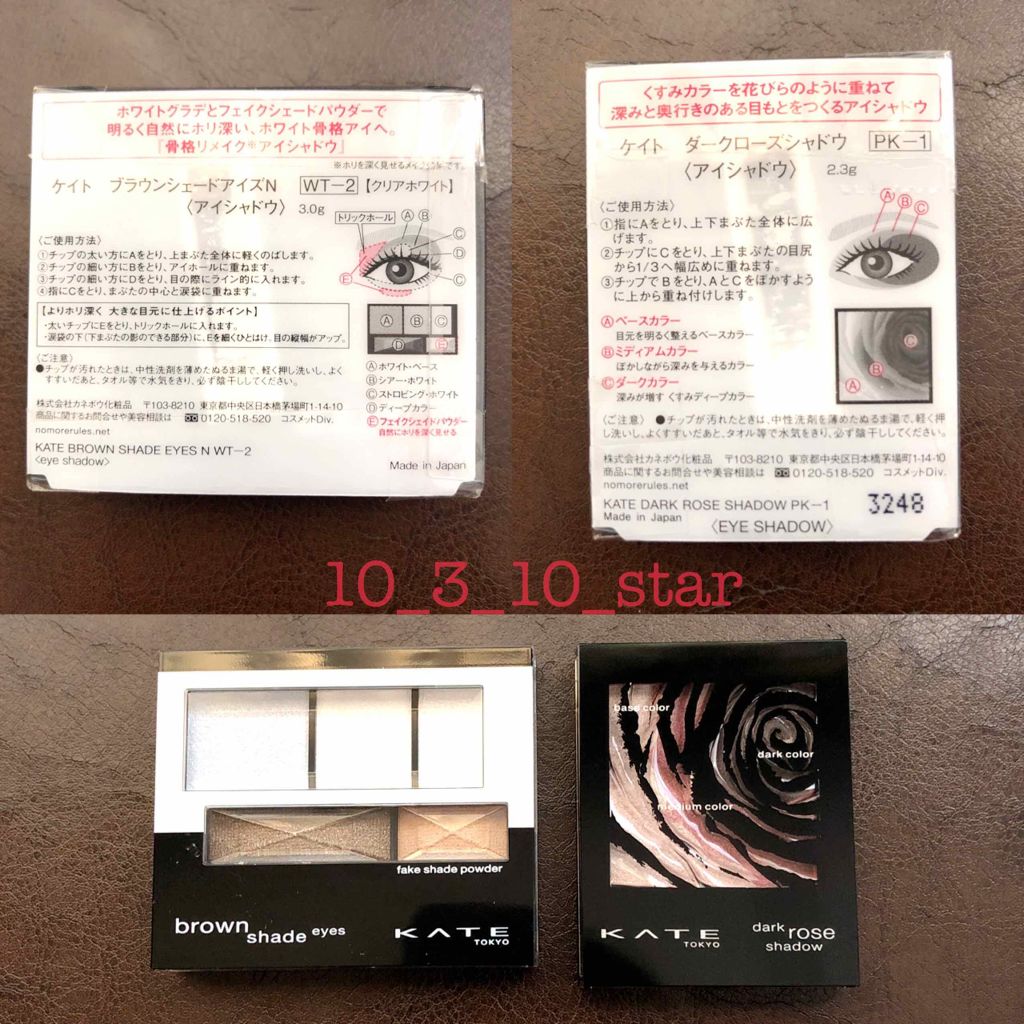 ホワイトグラデとフェイクシェードパウダーで
明るく自然にホリ深い、ホワイト骨格アイへ。
『骨格リメイク※アイシャドウ』
※ホリを深く見せるメイク効果です。
ケイト ブラウンシェードアイズN WT-2 【クリアホワイト】
〈アイシャドウ〉 3.0g
トリックホール A B
C
D
C
E
〈ご使用方法〉
①チップの太い方にAをとり、上まぶた全体に軽くのばします。
②チップの細い方にBをとり、アイホールに重ねます。
③チップの細い方にDをとり、目の際にライン的に入れます。
④指にCをとり、まぶたの中心と涙袋に重ねます。
【よりホリ深く 大きな目元に仕上げるポイント】
・太いチップにEをとり、トリックホールに入れます。
・涙袋の下(下まぶたの影のできる部分)に、Eを細くひとはけ、目の縦幅がアップ。
A B C
D E
Ⓐホワイト・ベース
Ⓑシアー・ホワイト
Ⓒストロビング・ホワイト
Ⓓディープカラー
Ⓔフェイクシェイドパウダー
自然にホリを深く見せる
〈ご注意〉
●チップが汚れたときは、中性洗剤を薄めたぬるま湯で、軽く押し洗いし、よく
すすいだあと、タオル等で水気をきり、必ず陰干ししてください。
株式会社カネボウ化粧品 〒103-8210 東京都中央区日本橋茅場町1-14-10
商品に関するお問合せや美容相談は 0120-518-520 コスメットDiv.
nomorerules.net
KATE BROWN SHADE EYES N WT-2
<eye shadow>
Made in Japan
くすみカラーを花びらのように重ねて
深みと奥行きのある目もとをつくるアイシャドウ
ケイト ダークローズシャドウ PK-1
〈アイシャドウ〉 2.3g
A B C
〈ご使用方法〉
①指にAをとり、上下まぶた全体に広
げます。
②チップにCをとり、上下まぶたの目尻
から1/3へ幅広めに重ねます。
③チップでBをとり、AとCをぼかすよう
に上から重ね付けします。
Ⓐベースカラー
目元を明るく整えるベースカラー
Ⓑミディアムカラー
ぼかしながら深みを与えるカラー
Ⓒダークカラー
深みが増す くすみディープカラー
C
B
A
〈ご注意〉 ●チップが汚れたときは、中性洗剤を薄めたぬるま湯で、軽く押
し洗いし、よくすすいだあと、タオル等で水気をきり、必ず陰干ししてください。
株式会社カネボウ化粧品 〒103-8210 東京都中央区日本橋茅場町1-14-10
商品に関するお問合せや美容相談は 0120-518-520 コスメットDiv.
nomorerules.net
KATE DARK ROSE SHADOW PK-1
Made in Japan
〈EYE SHADOW〉
3248
10_3_10_star
fake shade powder
brown shade eyes
KATE
TOKYO
base color
dark color
medium color
KATE
TOKYO
dark rose
shadow